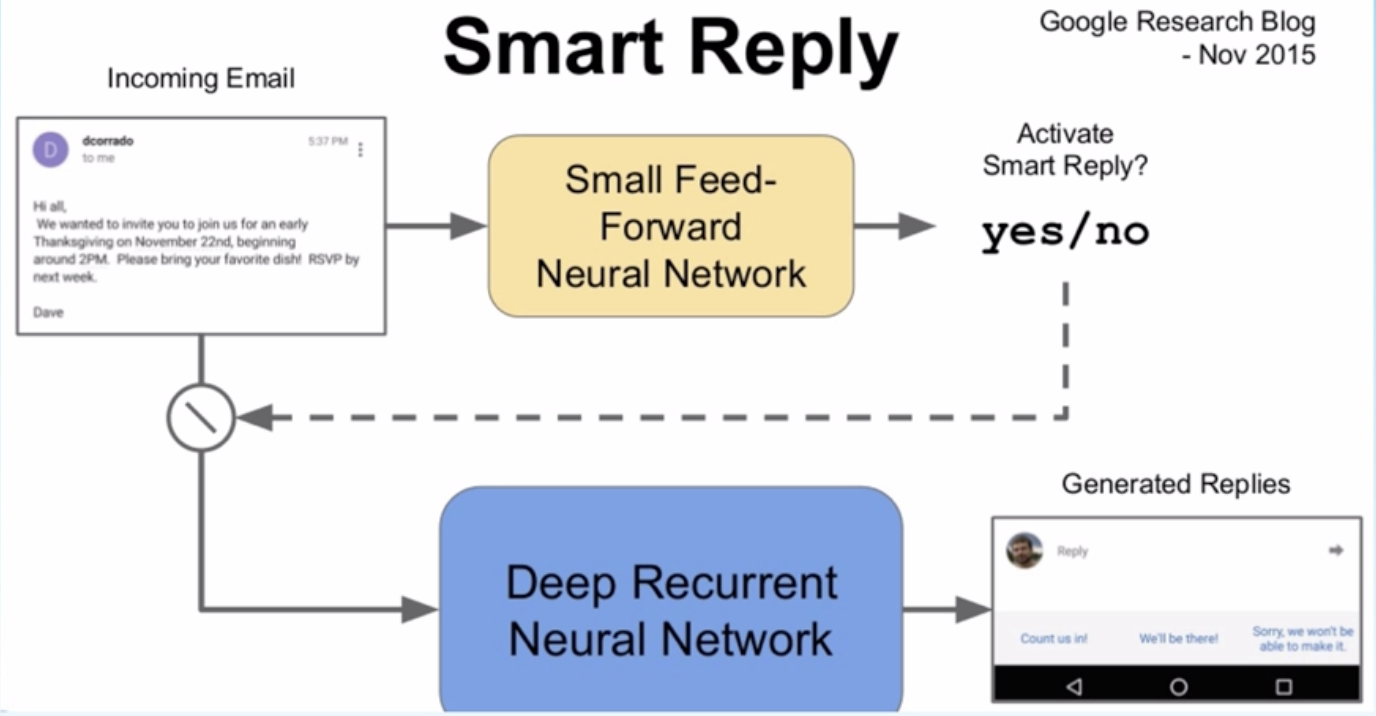 Smart Reply
Google Research Blog
- Nov 2015
Incoming Email
D
dcorrado
to me
5:37 PM
Hi all,
We wanted to invite you to join us for an early
Thanksgiving on November 22nd, beginning
around 2PM. Please bring your favorite dish! RSVP by
next week.
Dave
Small Feed-
Forward
Neural Network
Activate
Smart Reply?
yes/no
Deep Recurrent
Neural Network
Generated Replies
Reply
Count us in!
We'll be there!
Sorry, we won't be
able to make it.